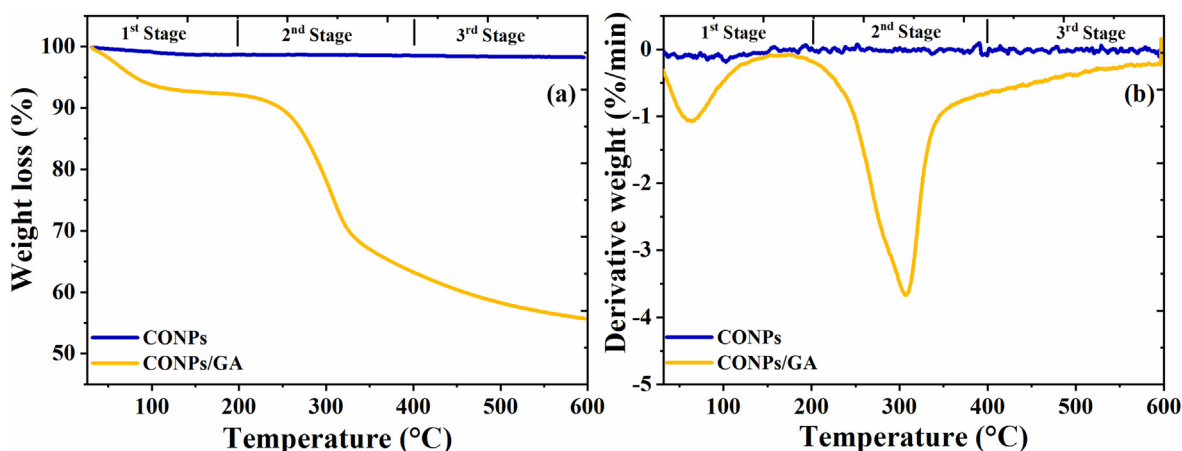 1st Stage 2nd Stage 3rd Stage
(a)
Weight loss (%)
100
90
80
70
60
50
CONPs
CONPs/GA
100 200 300 400 500 600
Temperature (°C)
1st Stage 2nd Stage 3rd Stage
(b)
Derivative weight (%/min)
0
-1
-2
-3
-4
-5
CONPs
CONPs/GA
100 200 300 400 500 600
Temperature (°C)